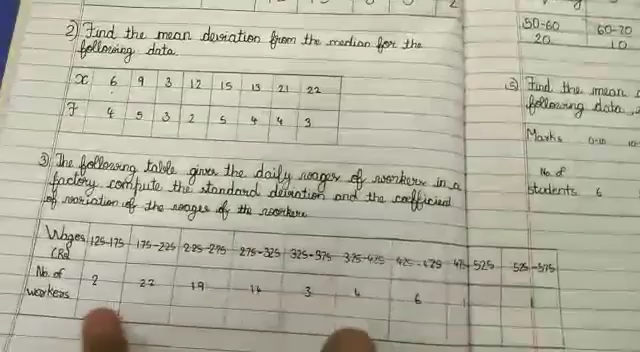 2
2) Find the mean deviation from the median for the
following data.
x 6 9 3 12 15 13 21 22
f 4 5 3 2 5 4 4 3
3) The following table gives the daily wages of workers in a
factory compute the standard deviation and the coefficient
of variation of the wages of the workers
Wages (Rs) 125-175 175-225 225-275 275-325 325-375 375-425 425-475 475-525 525-575
No. of workers 2 22 19 14 3 4 6 1 1
50-60 60-70
20 10
Find the mean
following data,
Marks 0-10 10-
No. of
students 6